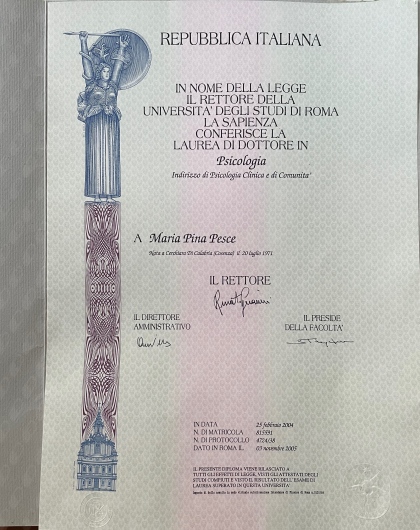 REPUBBLICA ITALIANA
IN NOME DELLA LEGGE
IL RETTORE DELLA
UNIVERSITA' DEGLI STUDI DI ROMA
LA SAPIENZA
CONFERISCE LA
LAUREA DI DOTTORE IN
Psicologia
Indirizzo di Psicologia Clinica e di Comunita'
A Maria Pina Pesce
Nata a Cerchiara Di Calabria (Cosenza) il 20 luglio 1971
IL RETTORE
IL DIRETTORE
AMMINISTRATIVO
IL PRESIDE
DELLA FACOLTA'
IN DATA 25 febbraio 2004
N. DI MATRICOLA 815591
N. DI PROTOCOLLO 4724/38
DATO IN ROMA IL 03 novembre 2005
IL PRESENTE DIPLOMA VIENE RILASCIATO A
TUTTI GLI EFFETTI DI LEGGE, VISTI GLI ATTESTATI DEGLI
STUDI COMPIUTI E VISTO IL RISULTATO DELL'ESAME DI
LAUREA SUPERATO IN QUESTA UNIVERSITA'